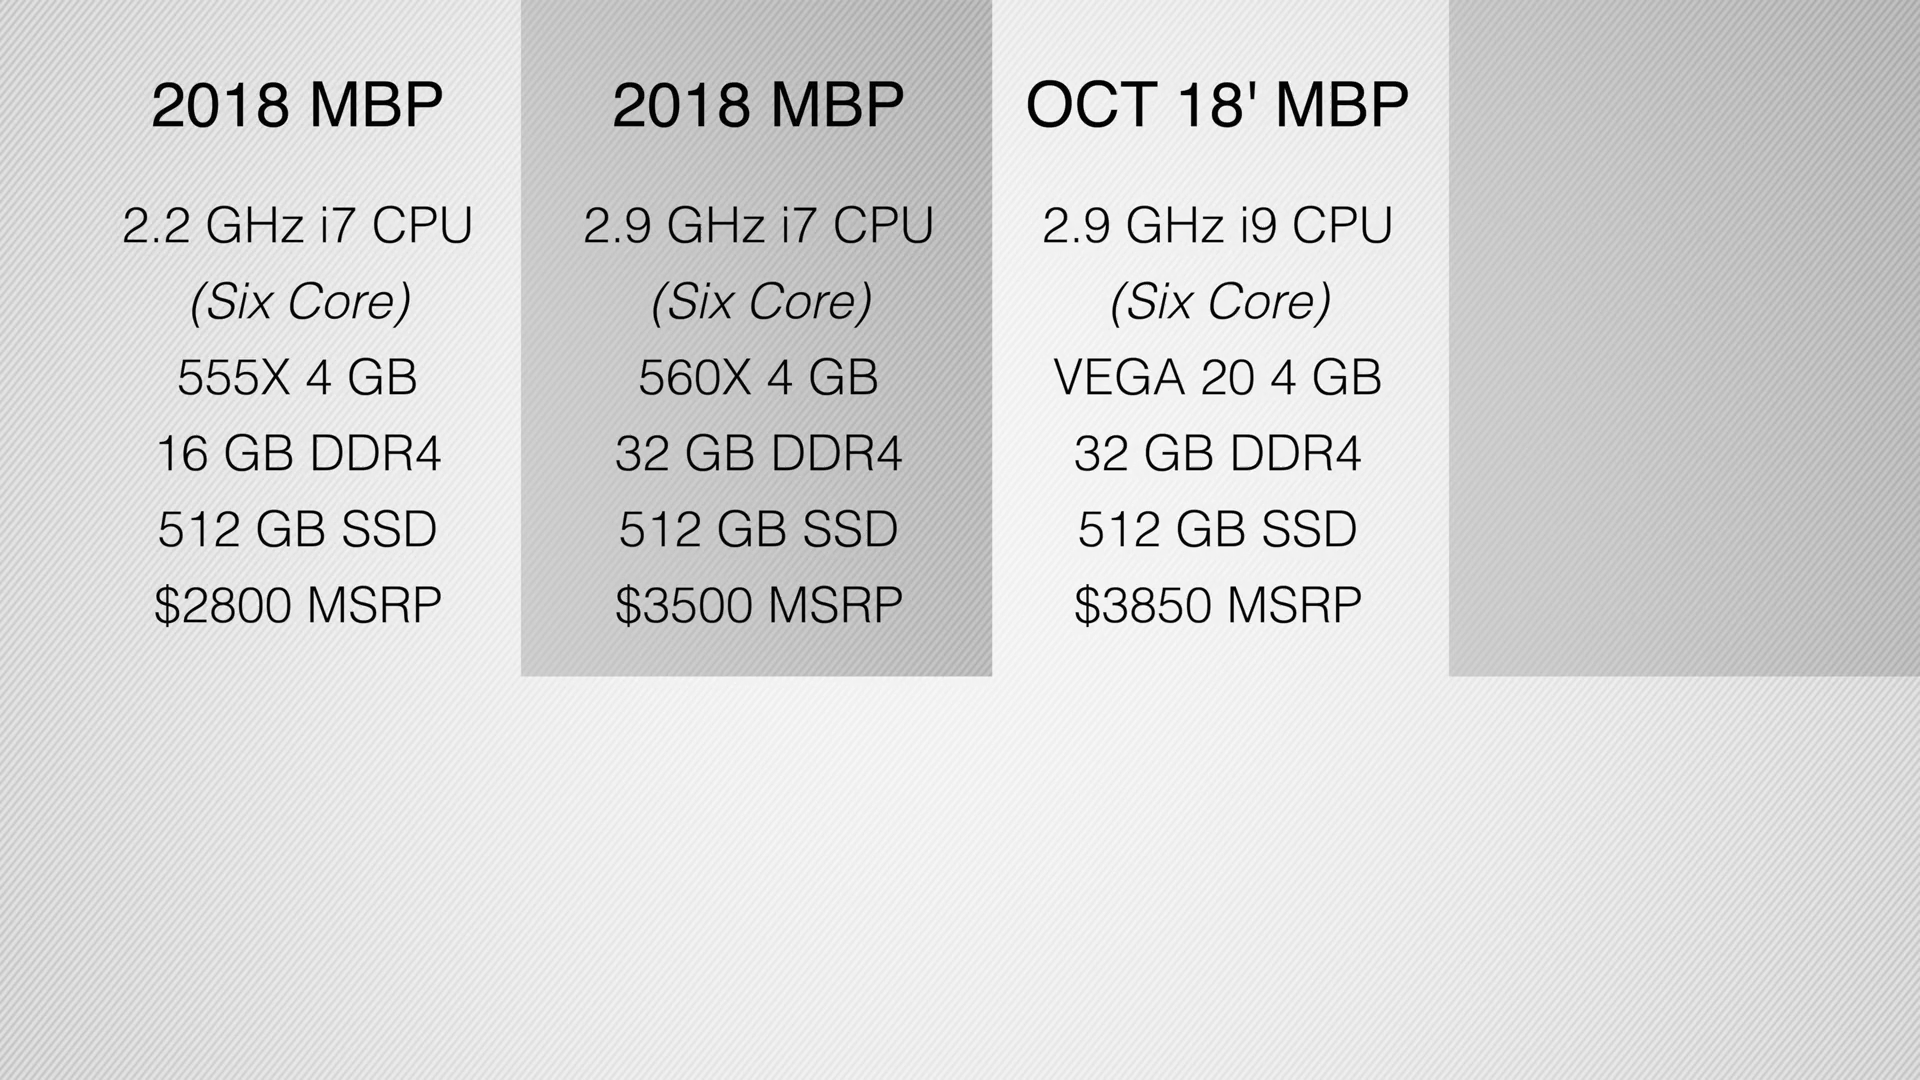 2018 MBP
2.2 GHz i7 CPU
(Six Core)
555X 4 GB
16 GB DDR4
512 GB SSD
$2800 MSRP
2018 MBP
2.9 GHz i7 CPU
(Six Core)
560X 4 GB
32 GB DDR4
512 GB SSD
$3500 MSRP
OCT 18' MBP
2.9 GHz i9 CPU
(Six Core)
VEGA 20 4 GB
32 GB DDR4
512 GB SSD
$3850 MSRP